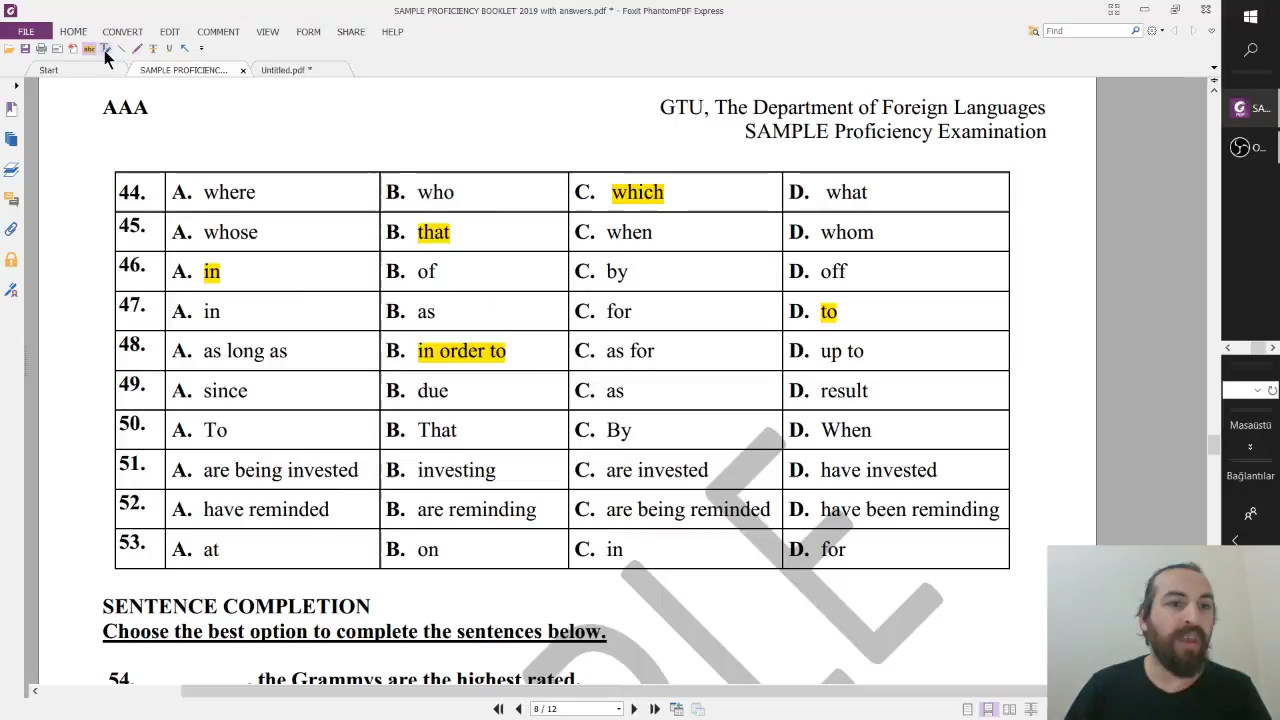 SAMPLE PROFICIENCY BOOKLET 2019 with answers.pdf * - Foxit PhantomPDF Express
FILE HOME CONVERT EDIT COMMENT VIEW FORM SHARE HELP
Find
Start SAMPLE PROFICIENC... Untitled.pdf *
AAA GTU, The Department of Foreign Languages
SAMPLE Proficiency Examination
44. A. where B. who C. which D. what
45. A. whose B. that C. when D. whom
46. A. in B. of C. by D. off
47. A. in B. as C. for D. to
48. A. as long as B. in order to C. as for D. up to
49. A. since B. due C. as D. result
50. A. To B. That C. By D. When
51. A. are being invested B. investing C. are invested D. have invested
52. A. have reminded B. are reminding C. are being reminded D. have been reminding
53. A. at B. on C. in D. for
SENTENCE COMPLETION
Choose the best option to complete the sentences below.
54. __________ , the Grammys are the highest rated.
8 / 12
SA...
O...
Masaüstü
Bağlantılar